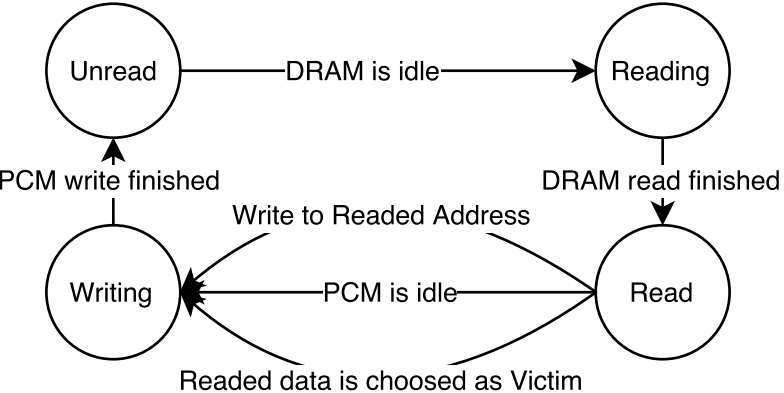 Unread
DRAM is idle
Reading
PCM write finished
DRAM read finished
Write to Readed Address
Writing
PCM is idle
Read
Readed data is choosed as Victim